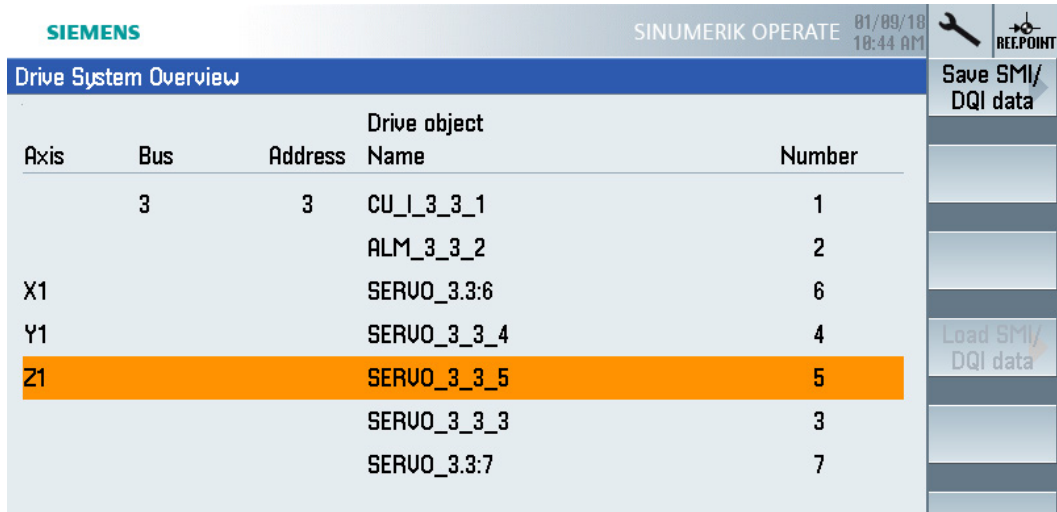 SIEMENS SINUMERIK OPERATE 01/09/18
10:44 AM
REF.POINT
Drive System Overview
Save SMI/
DQI data
Drive object
Axis Bus Address Name Number
3 3 CU_I_3_3_1 1
ALM_3_3_2 2
X1 SERVO_3.3:6 6
Y1 SERVO_3_3_4 4
Load SMI/
DQI data
Z1 SERVO_3_3_5 5
SERVO_3_3_3 3
SERVO_3.3:7 7